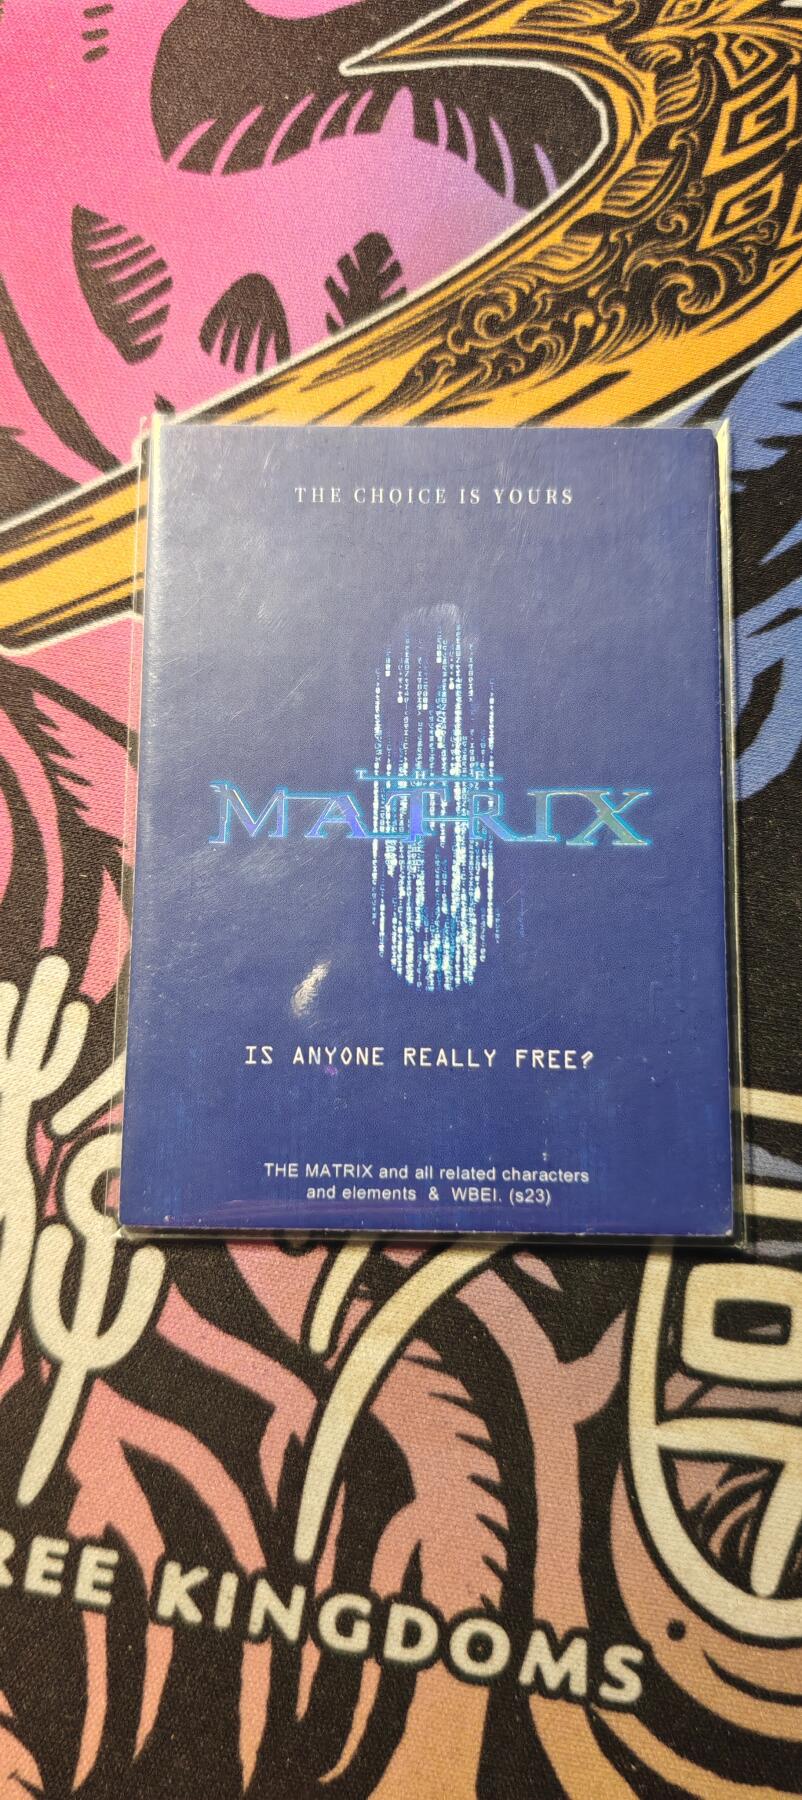 THE CHOICE IS YOURS
THE
MATRIX
IS ANYONE REALLY FREE?
THE MATRIX and all related characters
and elements & WBEI. (s23)
REE KINGDOMS